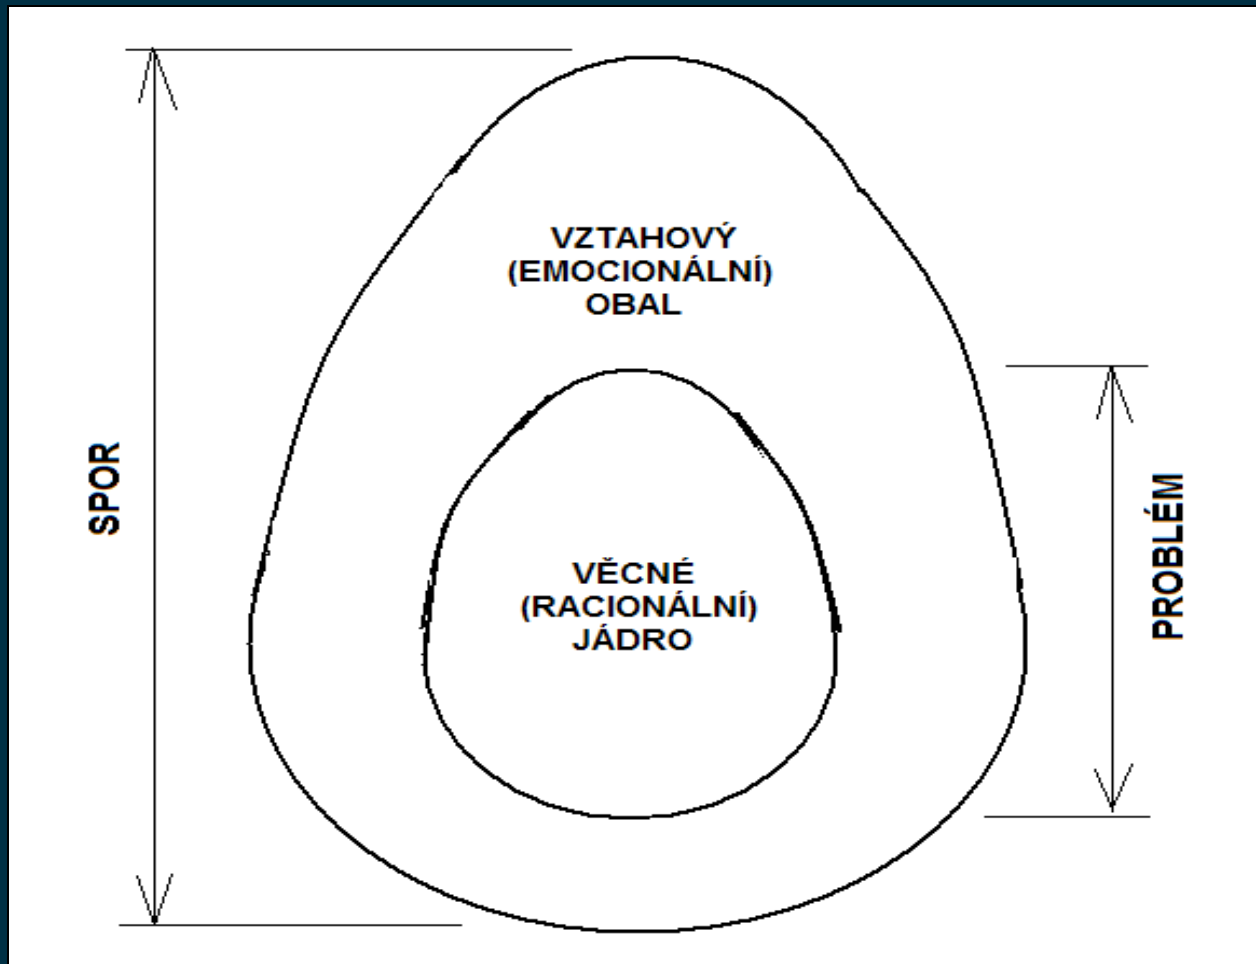 VZTAHOVÝ
(EMOCIONÁLNÍ)
OBAL
SPOR
VĚCNÉ
(RACIONÁLNÍ)
JÁDRO
PROBLÉM